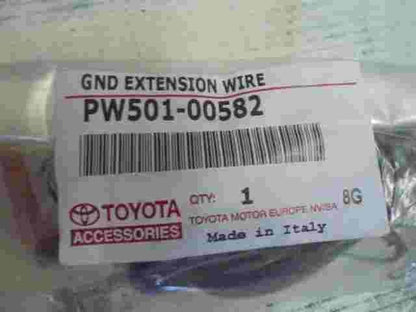 GND EXTENSION WIRE
PW501-00582
QTY: 1 8G
TOYOTA
ACCESSORIES
TOYOTA MOTOR EUROPE NV/SA
Made in Italy